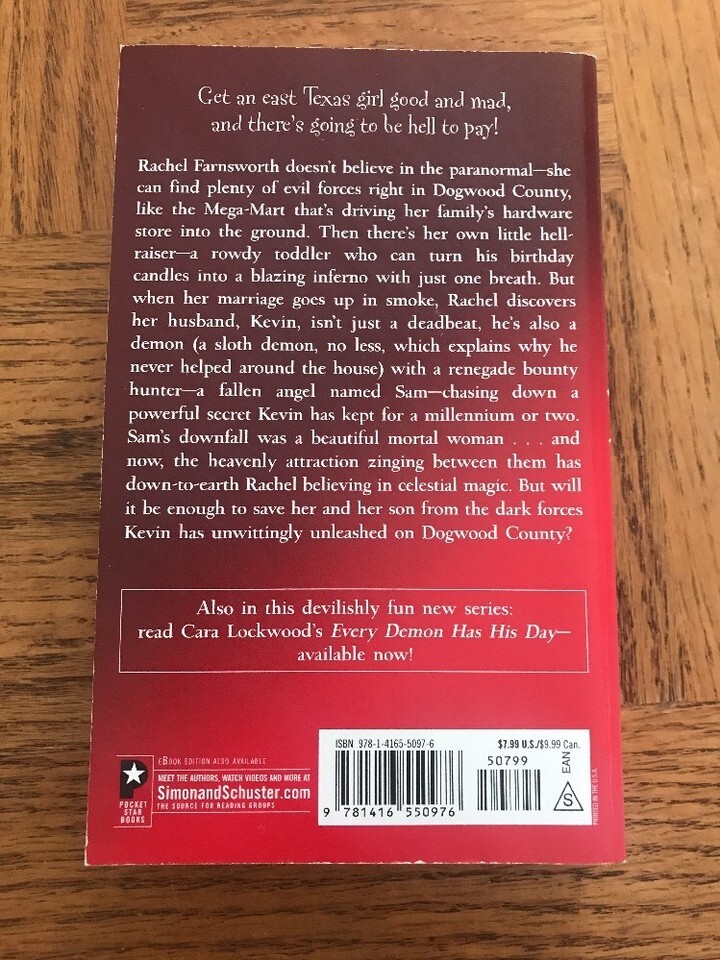 Get an east Texas girl good and mad,
and there's going to be hell to pay!
Rachel Farnsworth doesn't believe in the paranormal—she
can find plenty of evil forces right in Dogwood County,
like the Mega-Mart that's driving her family's hardware
store into the ground. Then there's her own little hell-
raiser—a rowdy toddler who can turn his birthday
candles into a blazing inferno with just one breath. But
when her marriage goes up in smoke, Rachel discovers
her husband, Kevin, isn't just a deadbeat, he's also a
demon (a sloth demon, no less, which explains why he
never helped around the house) with a renegade bounty
hunter—a fallen angel named Sam—chasing down a
powerful secret Kevin has kept for a millennium or two.
Sam's downfall was a beautiful mortal woman . . . and
now, the heavenly attraction zinging between them has
down-to-earth Rachel believing in celestial magic. But will
it be enough to save her and her son from the dark forces
Kevin has unwittingly unleashed on Dogwood County?
Also in this devilishly fun new series:
read Cara Lockwood's Every Demon Has His Day—
available now!
EBOOK EDITION ALSO AVAILABLE
MEET THE AUTHORS, WATCH VIDEOS AND MORE AT
SimonandSchuster.com
THE SOURCE FOR READING GROUPS
POCKET
STAR
BOOKS
ISBN 978-1-4165-5097-6
$7.99 U.S./$9.99 Can.
50799
9 781416 550976
EAN
S
PRINTED IN THE U.S.A.